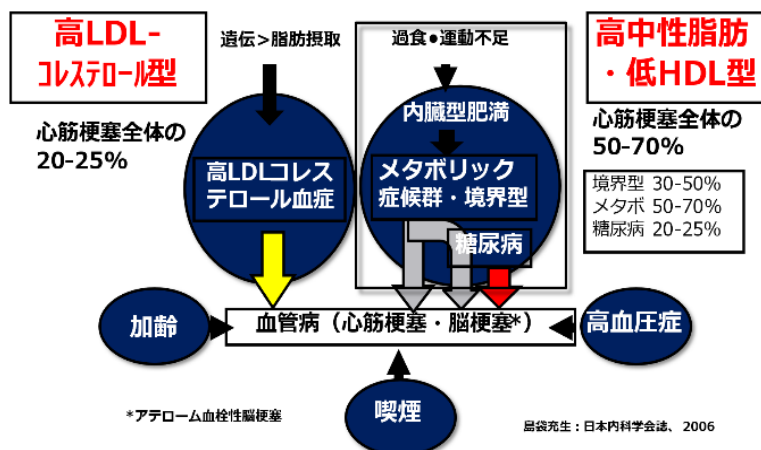 高LDL-
コレステロール型
遺伝>脂肪摂取
過食●運動不足
高中性脂肪
・低HDL型
心筋梗塞全体の
20-25%
内臓型肥満
心筋梗塞全体の
50-70%
高LDLコレス
テロール血症
メタボリック
症候群・境界型
境界型 30-50%
メタボ 50-70%
糖尿病 20-25%
糖尿病
加齢
血管病（心筋梗塞・脳梗塞*）
高血圧症
喫煙
*アテローム血栓性脳梗塞
島袋充生：日本内科学会誌、2006